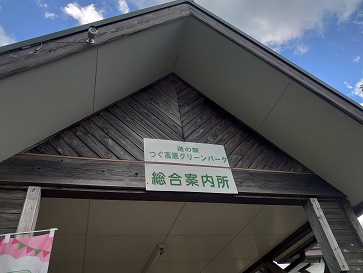 道の駅
つぐ高原グリーンパーク
総合案内所